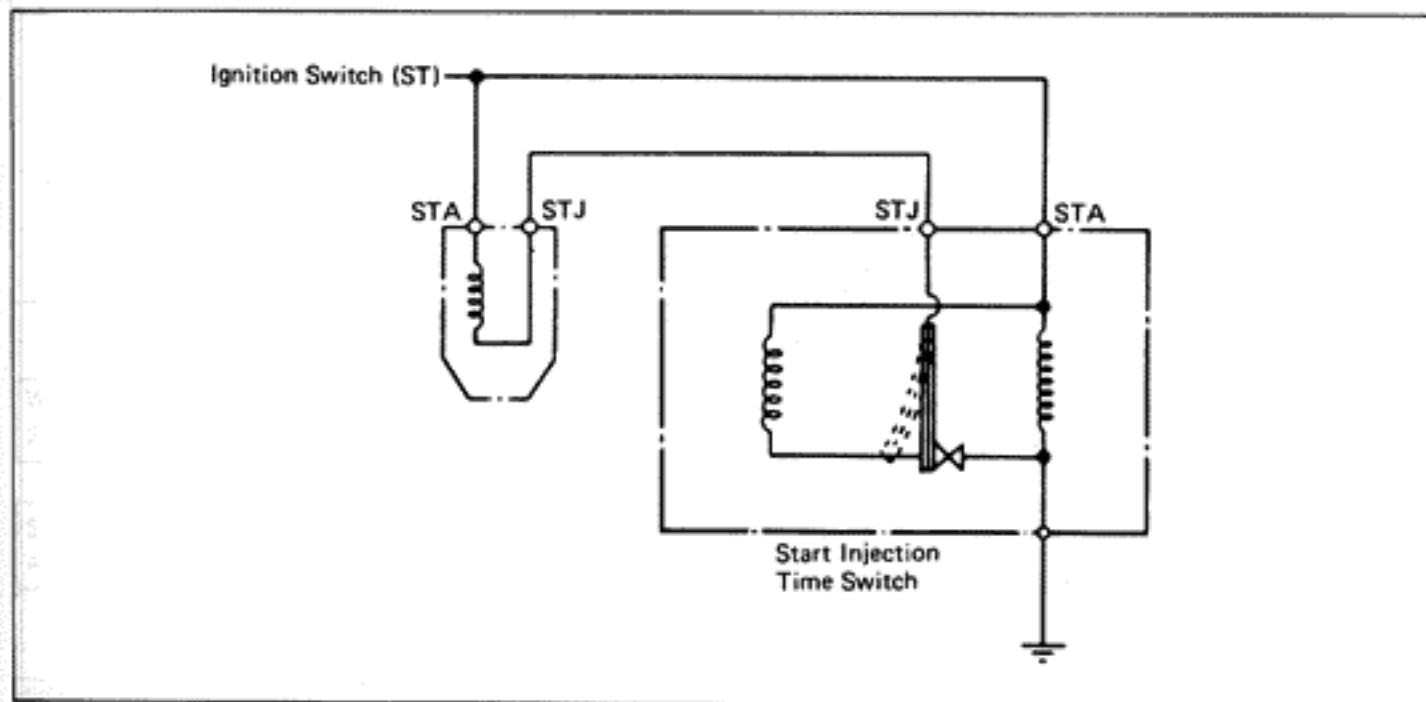 Ignition Switch (ST)
STA
STJ
STJ
STA
Start Injection
Time Switch